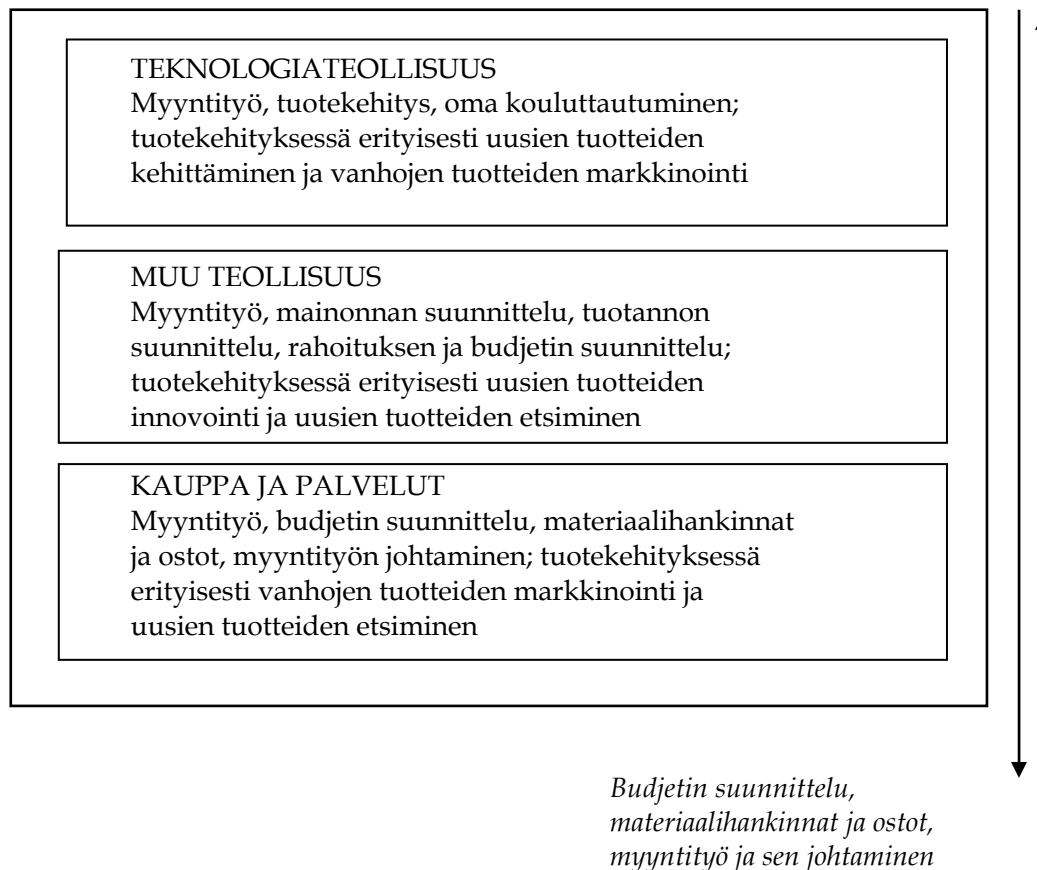 TEKNOLOGIATEOLLISUUS
Myyntityö, tuotekehitys, oma kouluttautuminen;
tuotekehityksessä erityisesti uusien tuotteiden
kehittäminen ja vanhojen tuotteiden markkinointi
MUU TEOLLISUUS
Myyntityö, mainonnan suunnittelu, tuotannon
suunnittelu, rahoituksen ja budjetin suunnittelu;
tuotekehityksessä erityisesti uusien tuotteiden
innovointi ja uusien tuotteiden etsiminen
KAUPPA JA PALVELUT
Myyntityö, budjetin suunnittelu, materiaalihankinnat
ja ostot, myyntityön johtaminen; tuotekehityksessä
erityisesti vanhojen tuotteiden markkinointi ja
uusien tuotteiden etsiminen
Budjetin suunnittelu,
materiaalihankinnat ja ostot,
myyntityö ja sen johtaminen